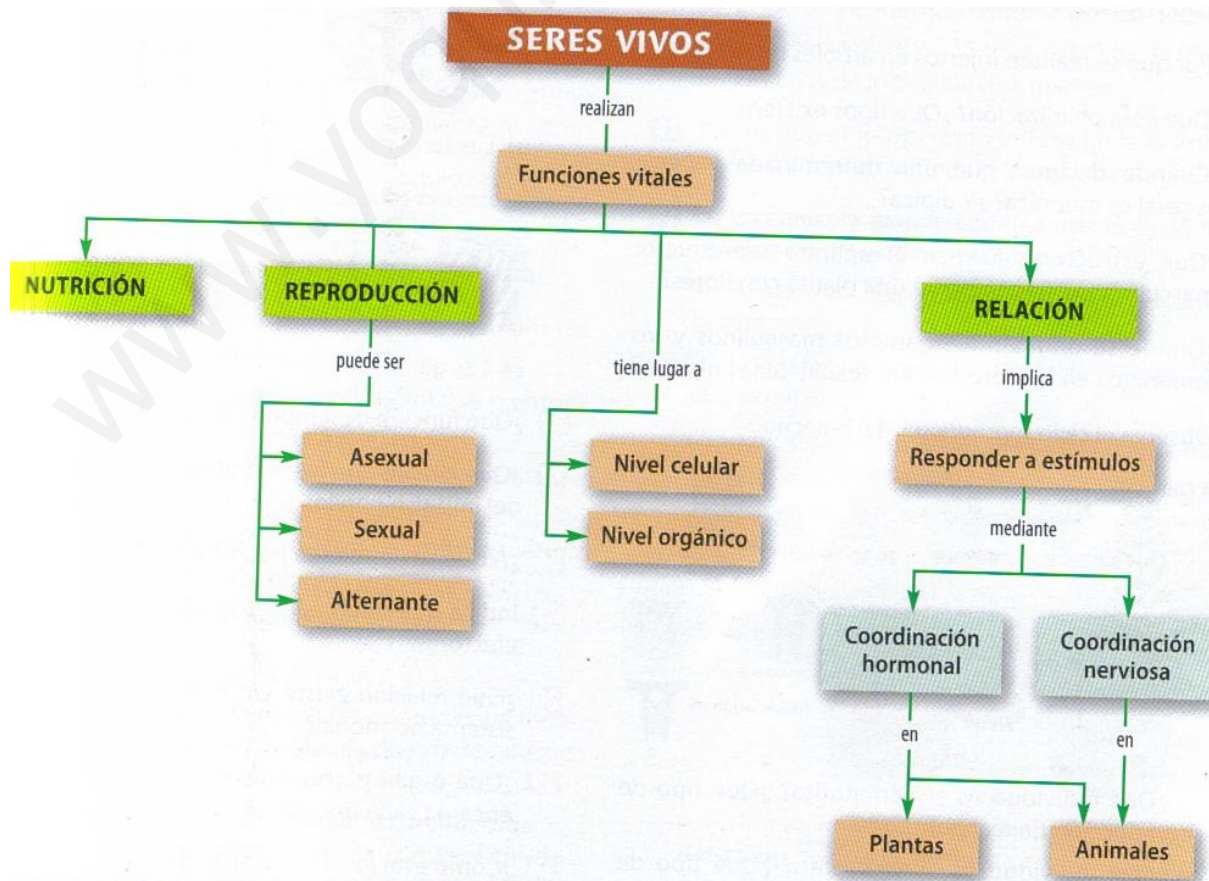 SERES VIVOS
realizan
Funciones vitales
NUTRICIÓN
REPRODUCCIÓN
RELACIÓN
puede ser
tiene lugar a
implica
Asexual
Sexual
Alternante
Nivel celular
Nivel orgánico
Responder a estímulos
mediante
Coordinación
hormonal
Coordinación
nerviosa
en
en
Plantas
Animales